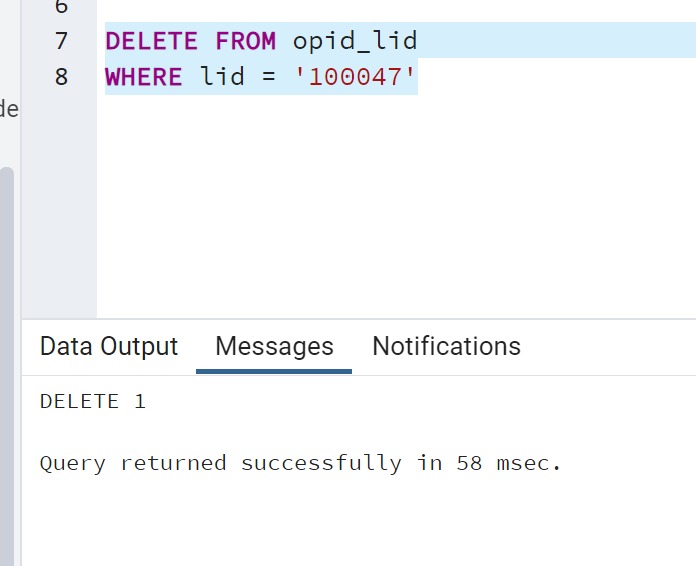 6
7 DELETE FROM opid_lid
8 WHERE lid = '100047'
de
Data Output Messages Notifications
DELETE 1
Query returned successfully in 58 msec.